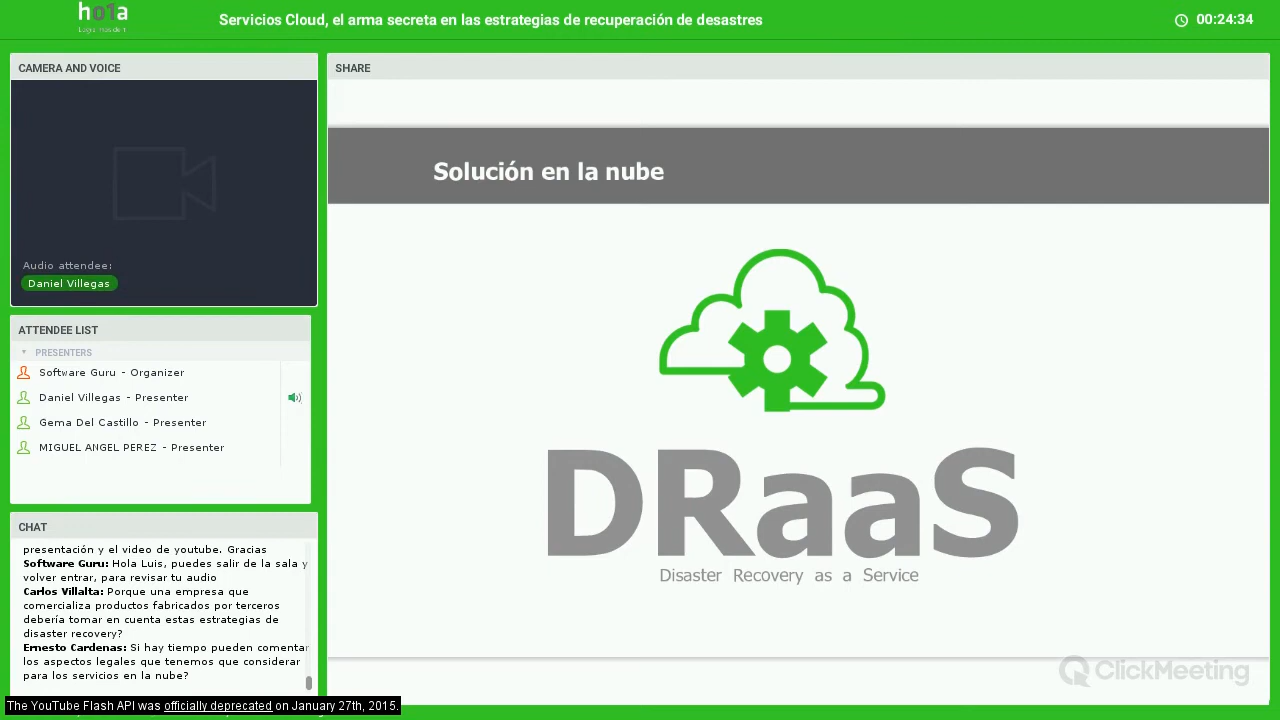 ho1a
Servicios Cloud, el arma secreta en las estrategias de recuperación de desastres
00:24:34
CAMERA AND VOICE
Audio attendee:
Daniel Villegas
ATTENDEE LIST
PRESENTERS
Software Guru - Organizer
Daniel Villegas - Presenter
Gema Del Castillo - Presenter
MIGUEL ANGEL PEREZ - Presenter
CHAT
presentación y el video de youtube. Gracias
Software Guru: Hola Luis, puedes salir de la sala y
volver entrar, para revisar tu audio
Carlos Villalta: Porque una empresa que
comercializa productos fabricados por terceros
debería tomar en cuenta estas estrategias de
disaster recovery?
Ernesto Cardenas: Si hay tiempo pueden comentar
los aspectos legales que tenemos que considerar
para los servicios en la nube?
The YouTube Flash API was officially deprecated on January 27th, 2015.
SHARE
Solución en la nube
DRaaS
Disaster Recovery as a Service
ClickMeeting